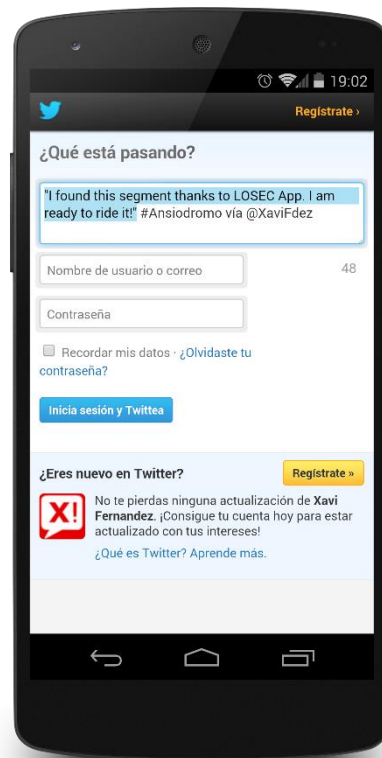 19:02
Regístrate ›
¿Qué está pasando?
"I found this segment thanks to LOSEC App. I am
ready to ride it!" #Ansiodromo vía @XaviFdez
Nombre de usuario o correo
48
Contraseña
Recordar mis datos · ¿Olvidaste tu
contraseña?
Inicia sesión y Twittea
¿Eres nuevo en Twitter?
Regístrate »
X!
No te pierdas ninguna actualización de Xavi
Fernandez. ¡Consigue tu cuenta hoy para estar
actualizado con tus intereses!
¿Qué es Twitter? Aprende más.